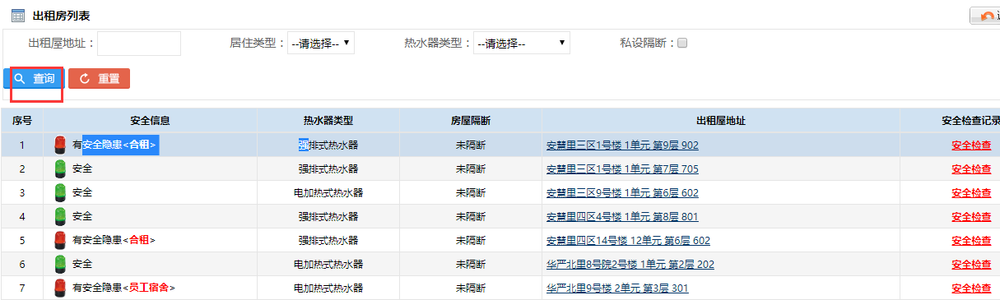 出租房列表
出租屋地址： 居住类型： --请选择-- 热水器类型： --请选择-- 私设隔断：
查询 重置
序号 安全信息 热水器类型 房屋隔断 出租屋地址 安全检查记录
1 有安全隐患<合租> 强排式热水器 未隔断 安慧里三区1号楼 1单元 第9层 902 安全检查
2 安全 强排式热水器 未隔断 安慧里三区1号楼 1单元 第7层 705 安全检查
3 安全 电加热式热水器 未隔断 安慧里三区9号楼 1单元 第6层 602 安全检查
4 安全 强排式热水器 未隔断 安慧里四区4号楼 1单元 第8层 801 安全检查
5 有安全隐患<合租> 强排式热水器 未隔断 安慧里四区14号楼 12单元 第6层 602 安全检查
6 安全 电加热式热水器 未隔断 华严北里8号院2号楼 1单元 第2层 202 安全检查
7 有安全隐患<员工宿舍> 电加热式热水器 未隔断 华严北里9号楼 2单元 第3层 301 安全检查